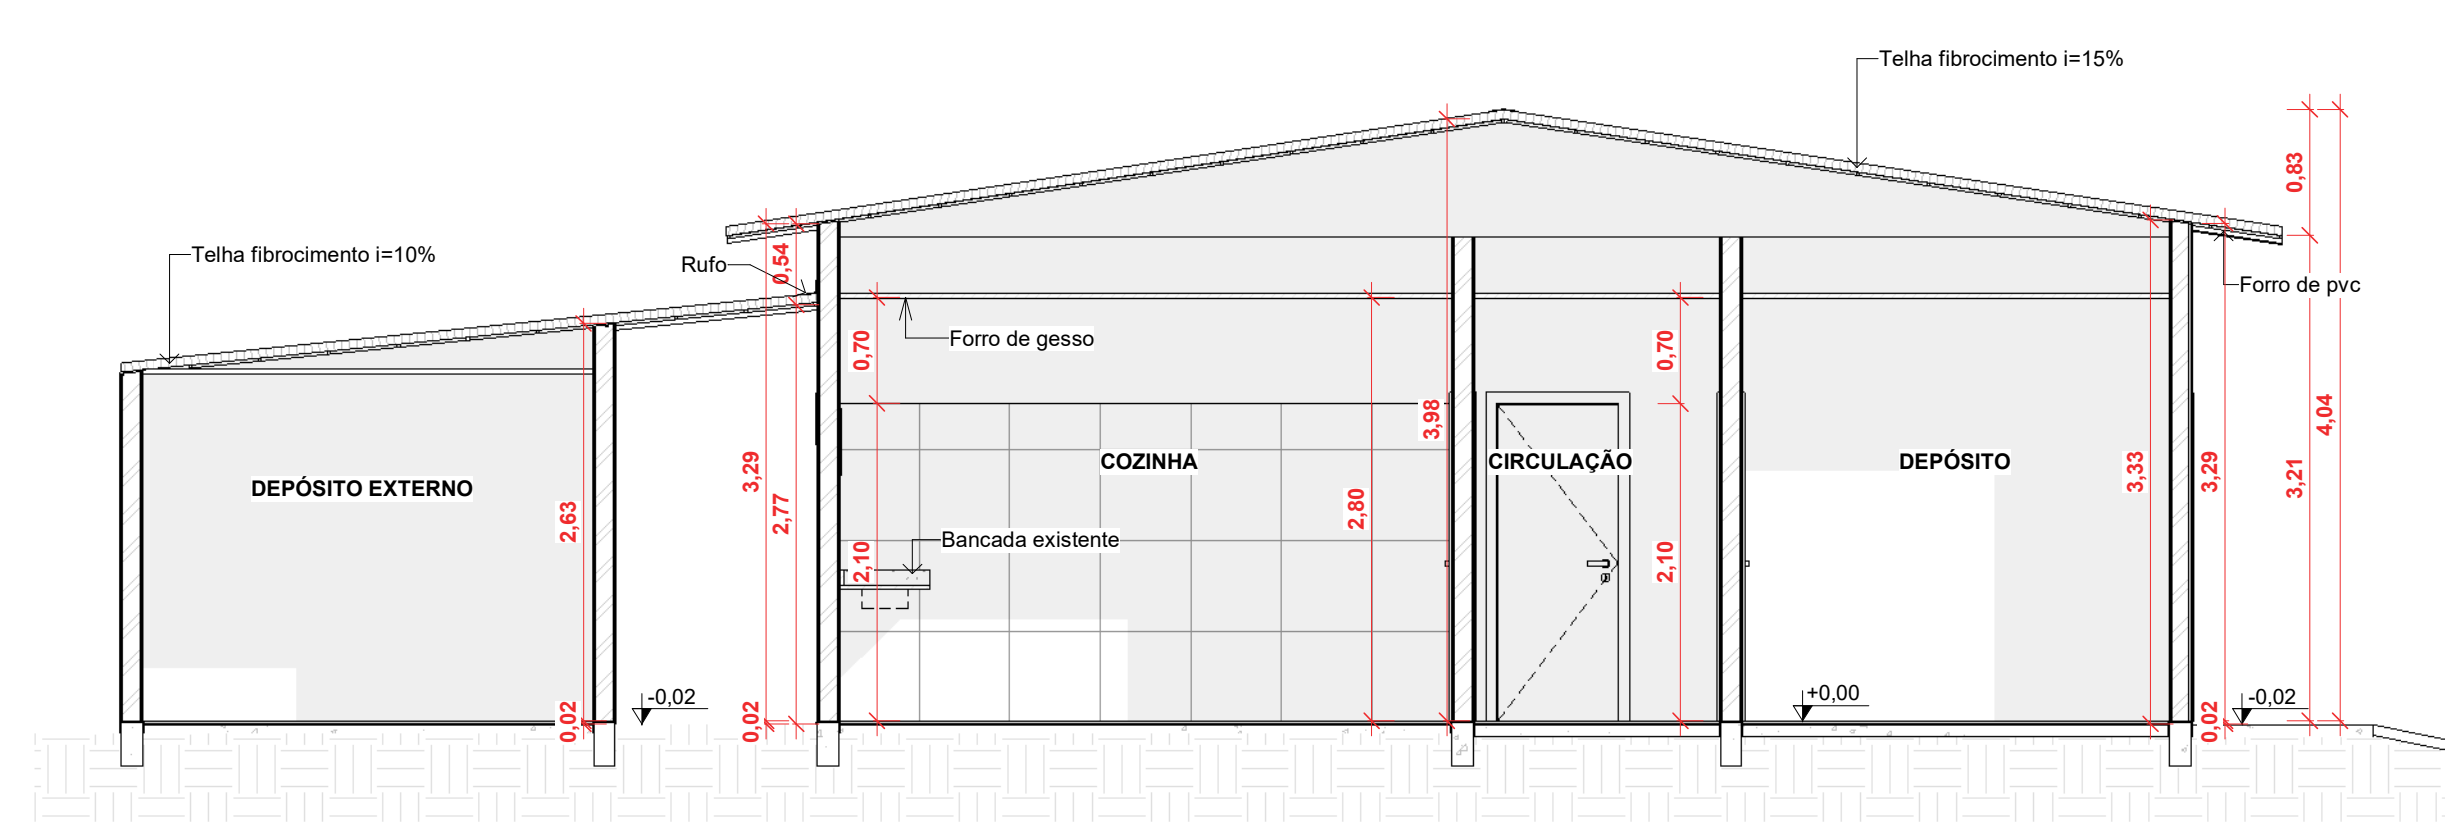 Telha fibrocimento i=15%
0,83
Telha fibrocimento i=10%
Rufo
0,54
Forro de pvc
Forro de gesso
0,70
0,70
3,98
4,04
DEPÓSITO EXTERNO
COZINHA
CIRCULAÇÃO
DEPÓSITO
2,63
3,29
2,77
2,80
3,33
3,29
3,21
Bancada existente
2,10
2,10
-0,02
+0,00
-0,02
0,02
0,02
0,02